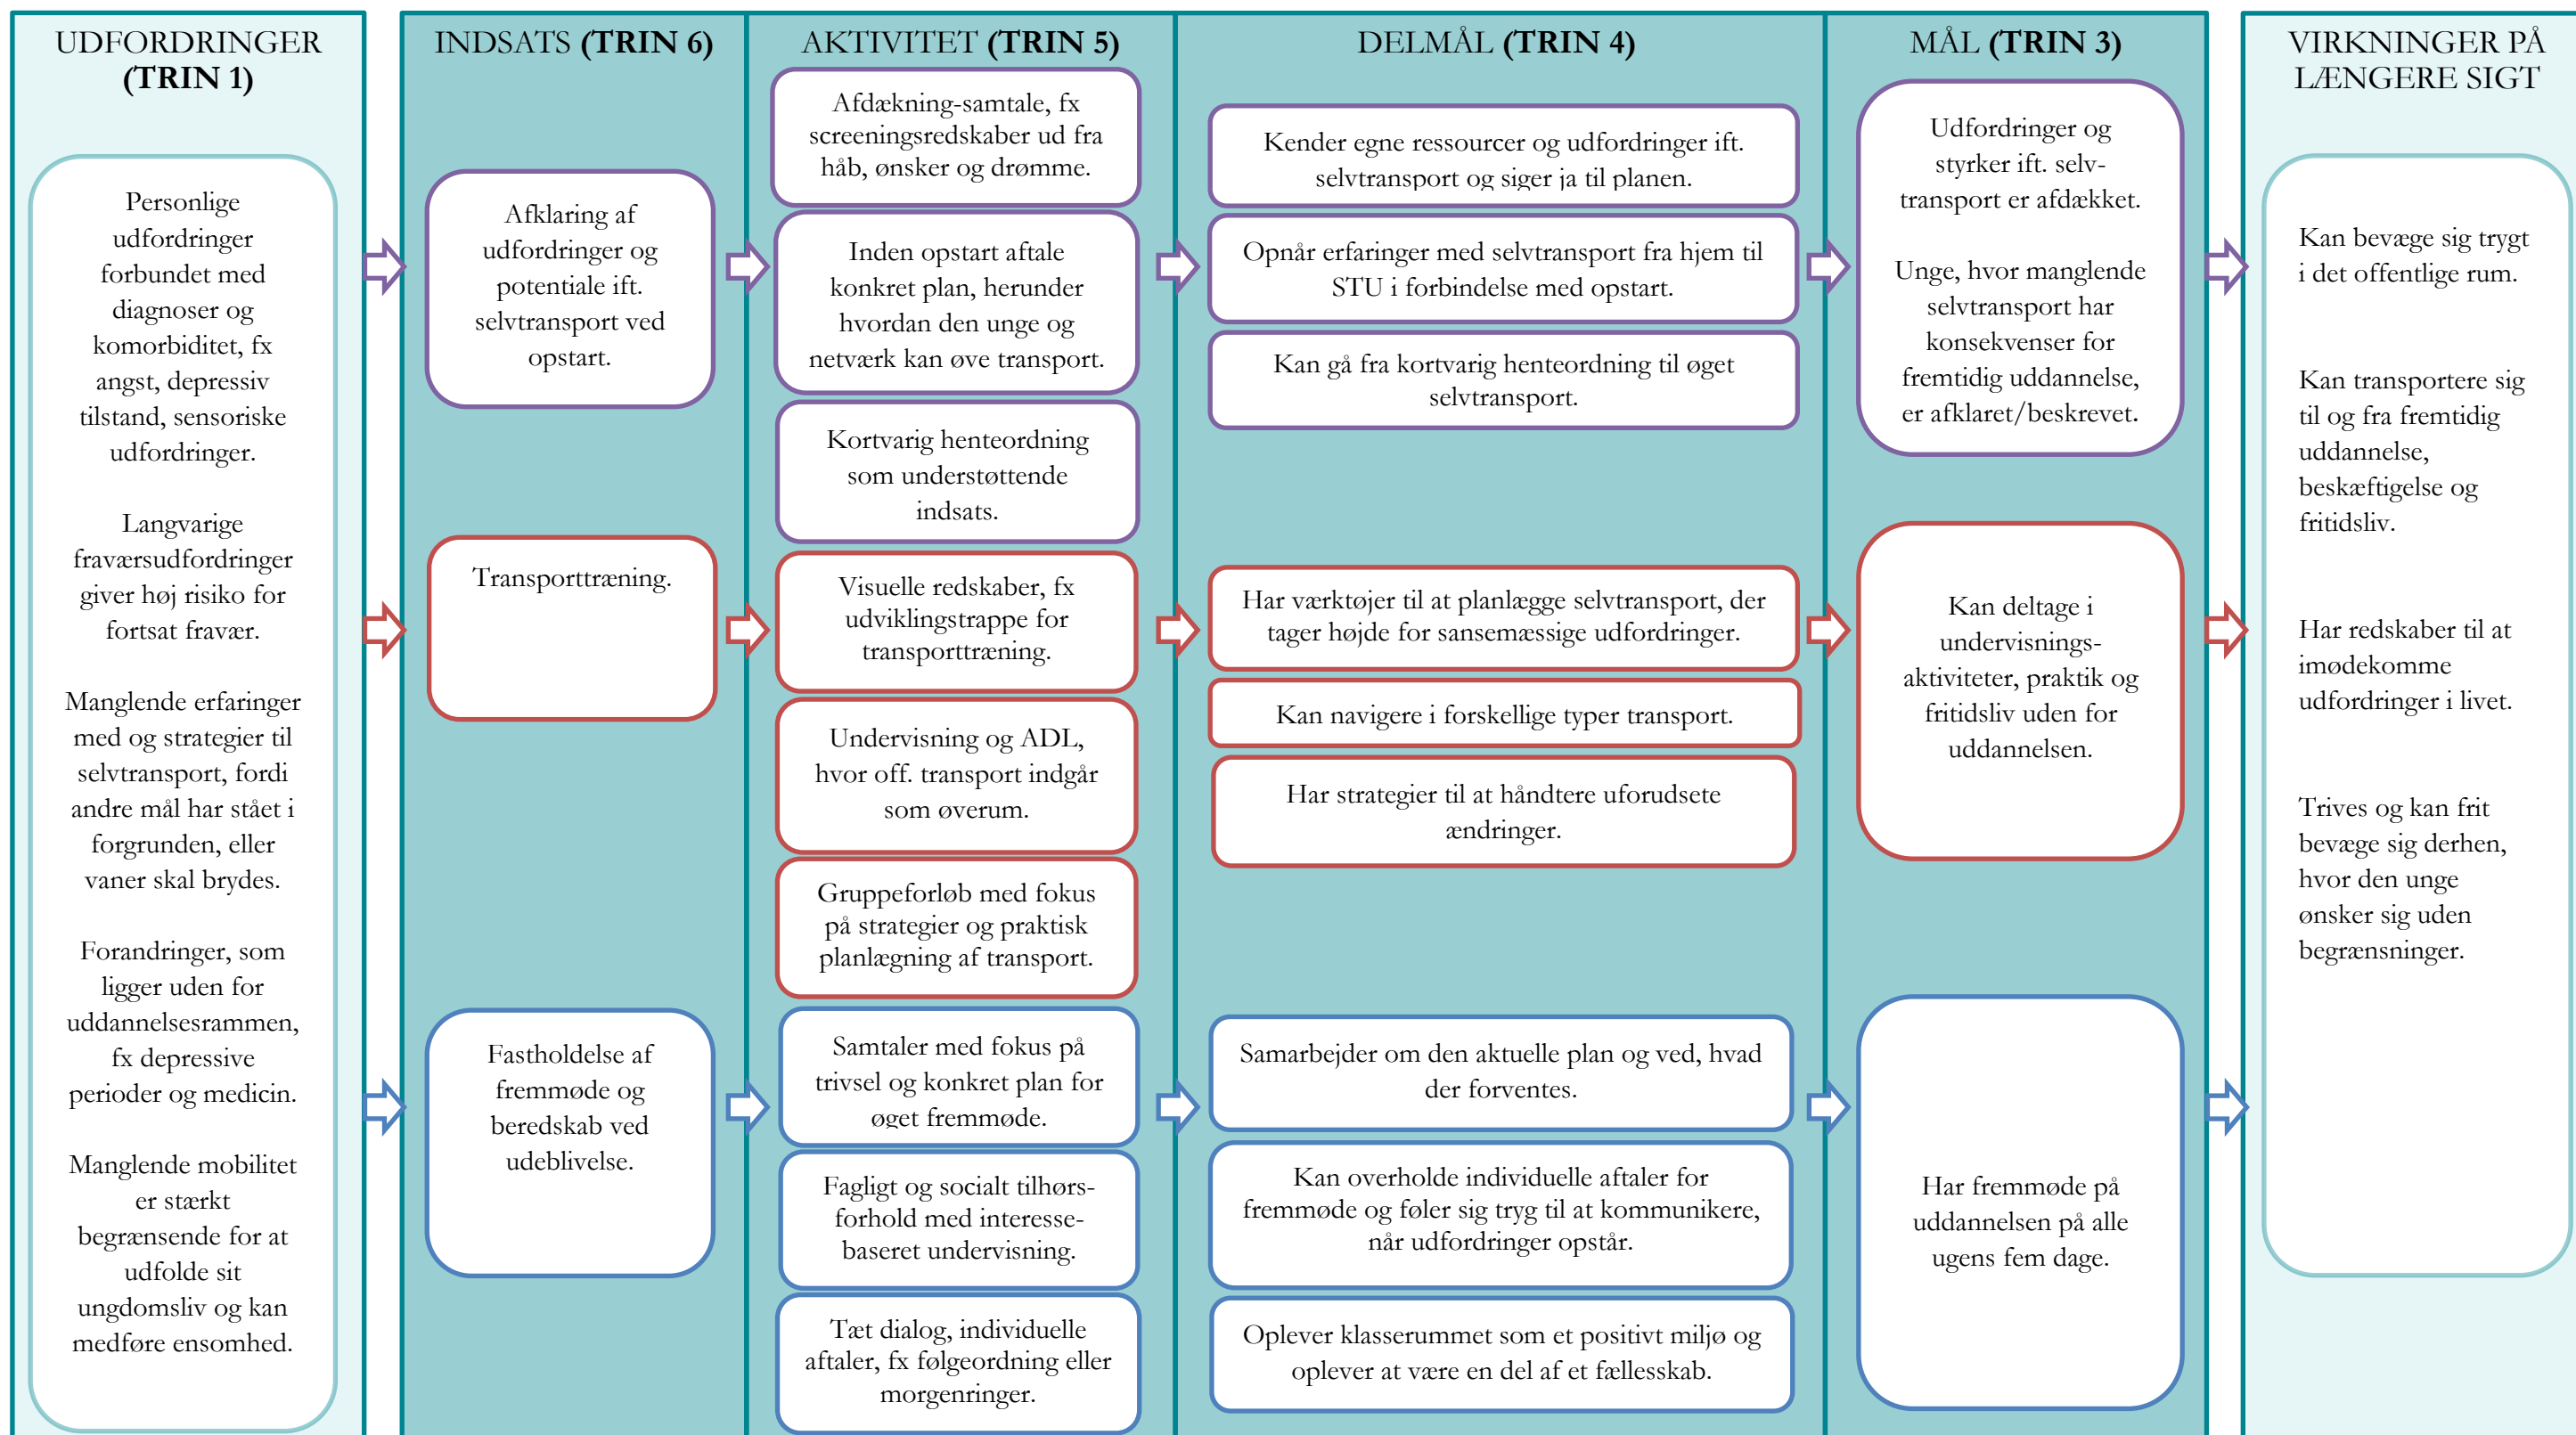 UDFORDRINGER
(TRIN 1)
Personlige
udfordringer
forbundet med
diagnoser og
komorbiditet, fx
angst, depressiv
tilstand, sensoriske
udfordringer.
Langvarige
fraværsudfordringer
giver høj risiko for
fortsat fravær.
Manglende erfaringer
med og strategier til
selvtransport, fordi
andre mål har stået i
forgrunden, eller
vaner skal brydes.
Forandringer, som
ligger uden for
uddannelsesrammen,
fx depressive
perioder og medicin.
Manglende mobilitet
er stærkt
begrænsende for at
udfolde sit
ungdomsliv og kan
medføre ensomhed.
INDSATS (TRIN 6)
Afklaring af
udfordringer og
potentiale ift.
selvtransport ved
opstart.
Transporttræning.
Fastholdelse af
fremmøde og
beredskab ved
udeblivelse.
AKTIVITET (TRIN 5)
Afdækning-samtale, fx
screeningsredskaber ud fra
håb, ønsker og drømme.
Inden opstart aftale
konkret plan, herunder
hvordan den unge og
netværk kan øve transport.
Kortvarig henteordning
som understøttende
indsats.
Visuelle redskaber, fx
udviklingstrappe for
transporttræning.
Undervisning og ADL,
hvor off. transport indgår
som øverum.
Gruppeforløb med fokus
på strategier og praktisk
planlægning af transport.
Samtaler med fokus på
trivsel og konkret plan for
øget fremmøde.
Fagligt og socialt tilhørs-
forhold med interesse-
baseret undervisning.
Tæt dialog, individuelle
aftaler, fx følgeordning eller
morgenringer.
DELMÅL (TRIN 4)
Kender egne ressourcer og udfordringer ift.
selvtransport og siger ja til planen.
Opnår erfaringer med selvtransport fra hjem til
STU i forbindelse med opstart.
Kan gå fra kortvarig henteordning til øget
selvtransport.
Har værktøjer til at planlægge selvtransport, der
tager højde for sansemæssige udfordringer.
Kan navigere i forskellige typer transport.
Har strategier til at håndtere uforudsete
ændringer.
Samarbejder om den aktuelle plan og ved, hvad
der forventes.
Kan overholde individuelle aftaler for
fremmøde og føler sig tryg til at kommunikere,
når udfordringer opstår.
Oplever klasserummet som et positivt miljø og
oplever at være en del af et fællesskab.
MÅL (TRIN 3)
Udfordringer og
styrker ift. selv-
transport er afdækket.
Unge, hvor manglende
selvtransport har
konsekvenser for
fremtidig uddannelse,
er afklaret/beskrevet.
Kan deltage i
undervisnings-
aktiviteter, praktik og
fritidsliv uden for
uddannelsen.
Har fremmøde på
uddannelsen på alle
ugens fem dage.
VIRKNINGER PÅ
LÆNGERE SIGT
Kan bevæge sig trygt
i det offentlige rum.
Kan transportere sig
til og fra fremtidig
uddannelse,
beskæftigelse og
fritidsliv.
Har redskaber til at
imødekomme
udfordringer i livet.
Trives og kan frit
bevæge sig derhen,
hvor den unge
ønsker sig uden
begrænsninger.